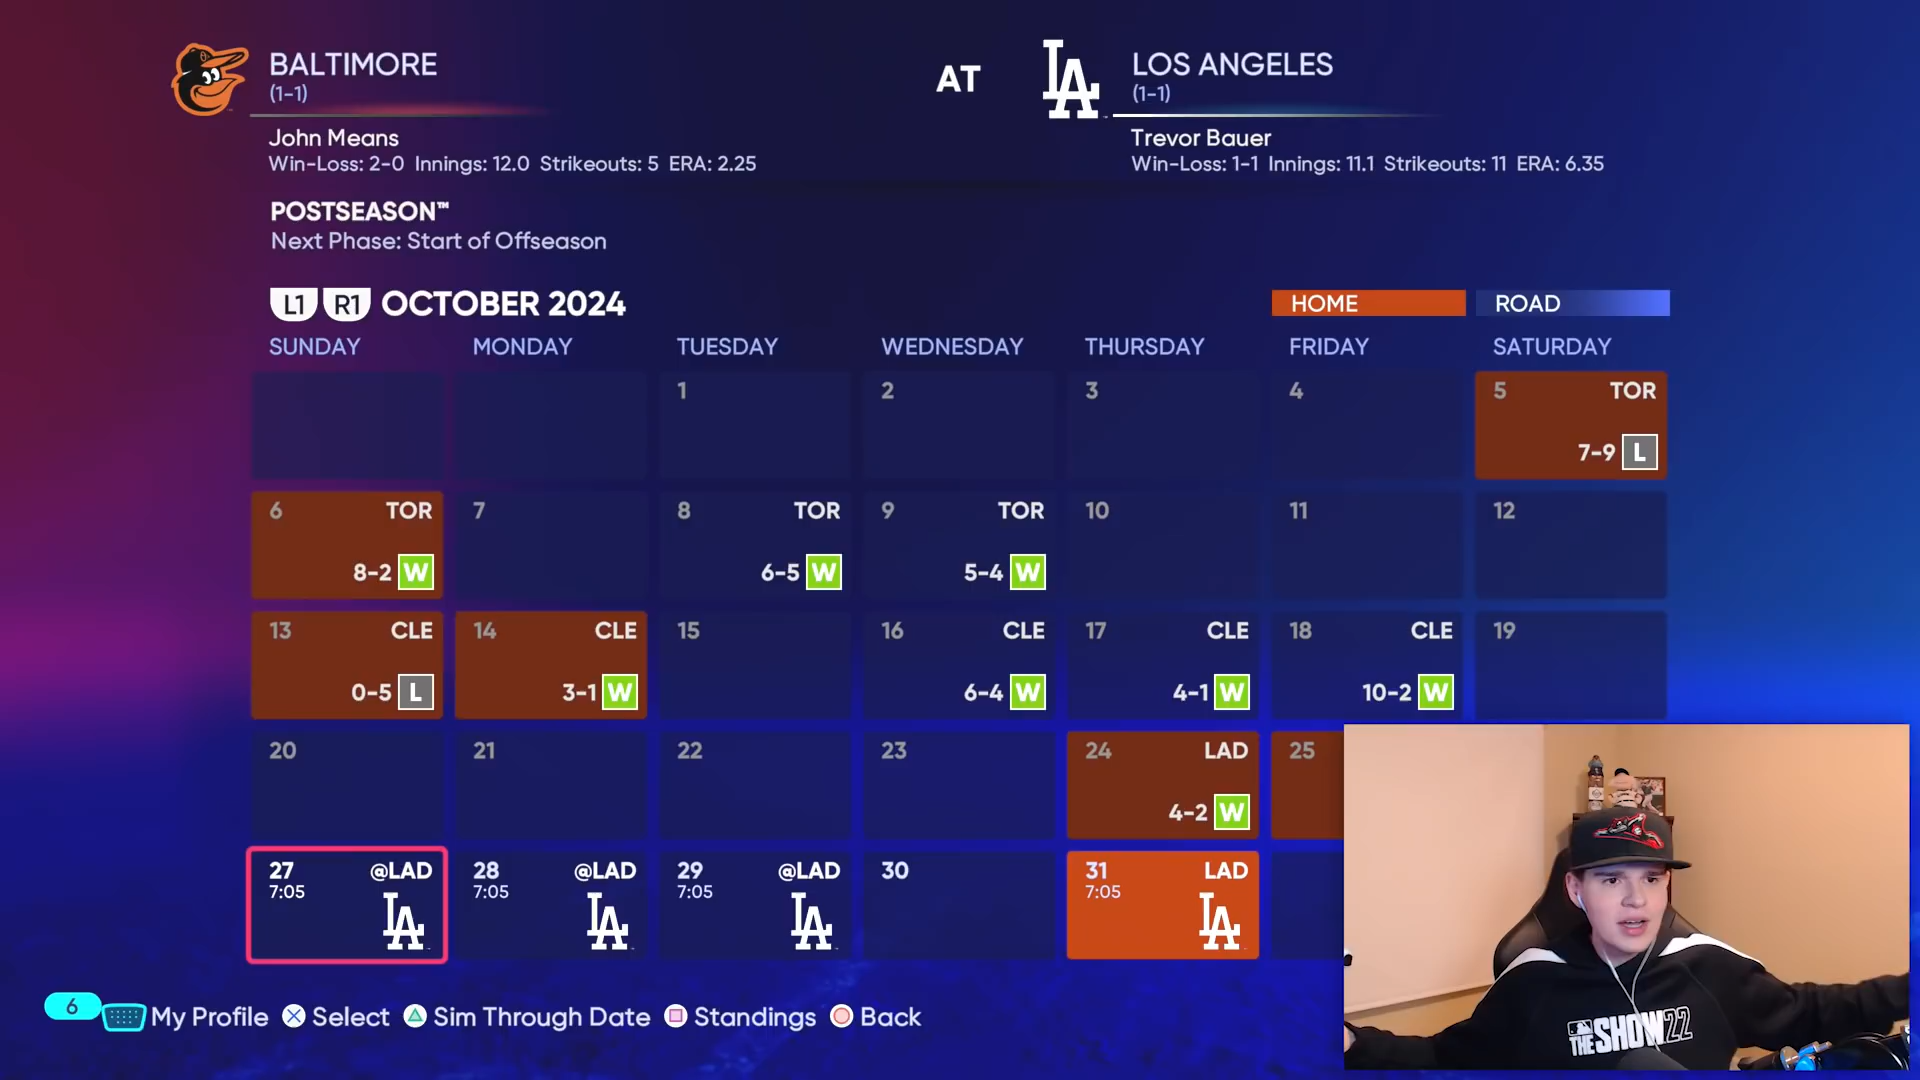 BALTIMORE
(1-1)
John Means
Win-Loss: 2-0 Innings: 12.0 Strikeouts: 5 ERA: 2.25
AT
LA
LOS ANGELES
(1-1)
Trevor Bauer
Win-Loss: 1-1 Innings: 11.1 Strikeouts: 11 ERA: 6.35
POSTSEASON™
Next Phase: Start of Offseason
L1 R1 OCTOBER 2024
HOME ROAD
SUNDAY MONDAY TUESDAY WEDNESDAY THURSDAY FRIDAY SATURDAY
1 2 3 4 5 TOR
7-9 L
6 TOR 7 8 TOR 9 TOR 10 11 12
8-2 W 6-5 W 5-4 W
13 CLE 14 CLE 15 16 CLE 17 CLE 18 CLE 19
0-5 L 3-1 W 6-4 W 4-1 W 10-2 W
20 21 22 23 24 LAD 25
4-2 W
27 @LAD 28 @LAD 29 @LAD 30 31 LAD
7:05 7:05 7:05 7:05
LA LA LA LA
6 My Profile Select Sim Through Date Standings Back
THE SHOW 22